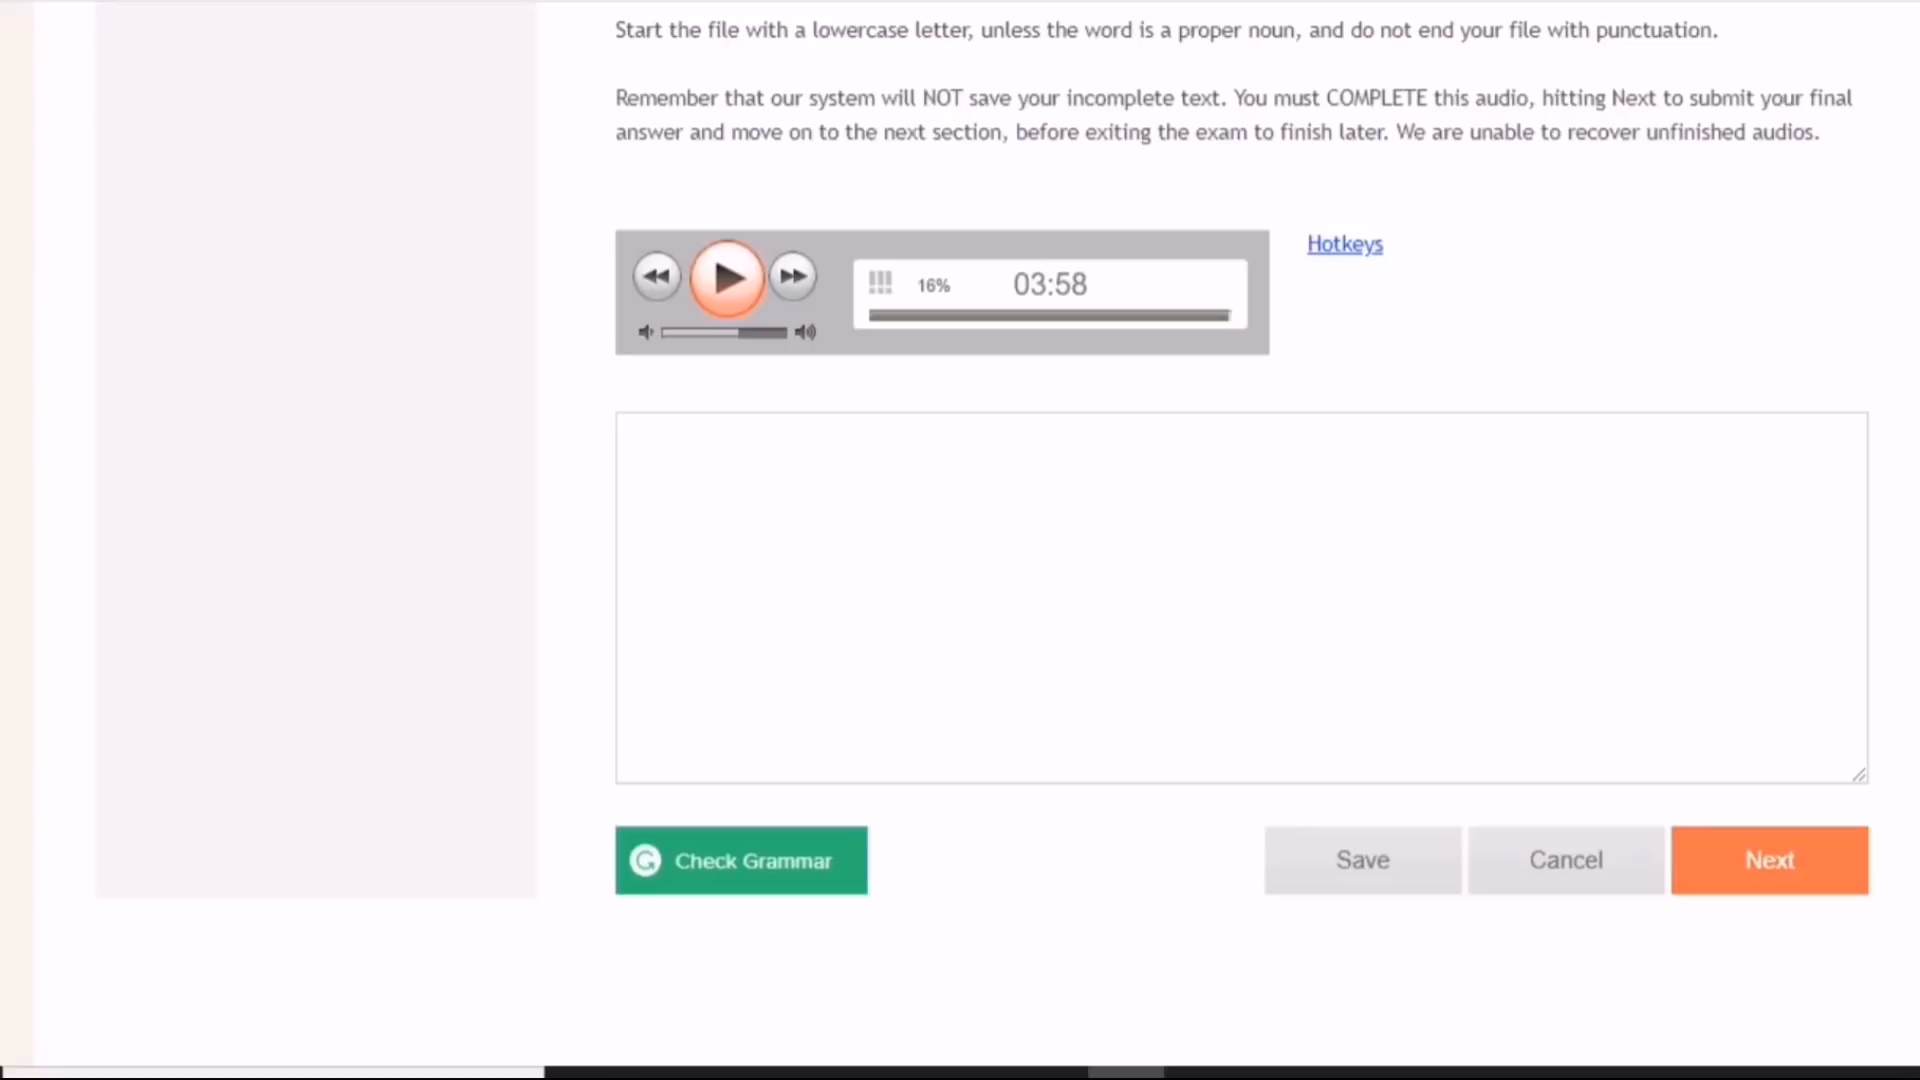 Start the file with a lowercase letter, unless the word is a proper noun, and do not end your file with punctuation.
Remember that our system will NOT save your incomplete text. You must COMPLETE this audio, hitting Next to submit your final
answer and move on to the next section, before exiting the exam to finish later. We are unable to recover unfinished audios.
Hotkeys
16% 03:58
Check Grammar
Save Cancel Next